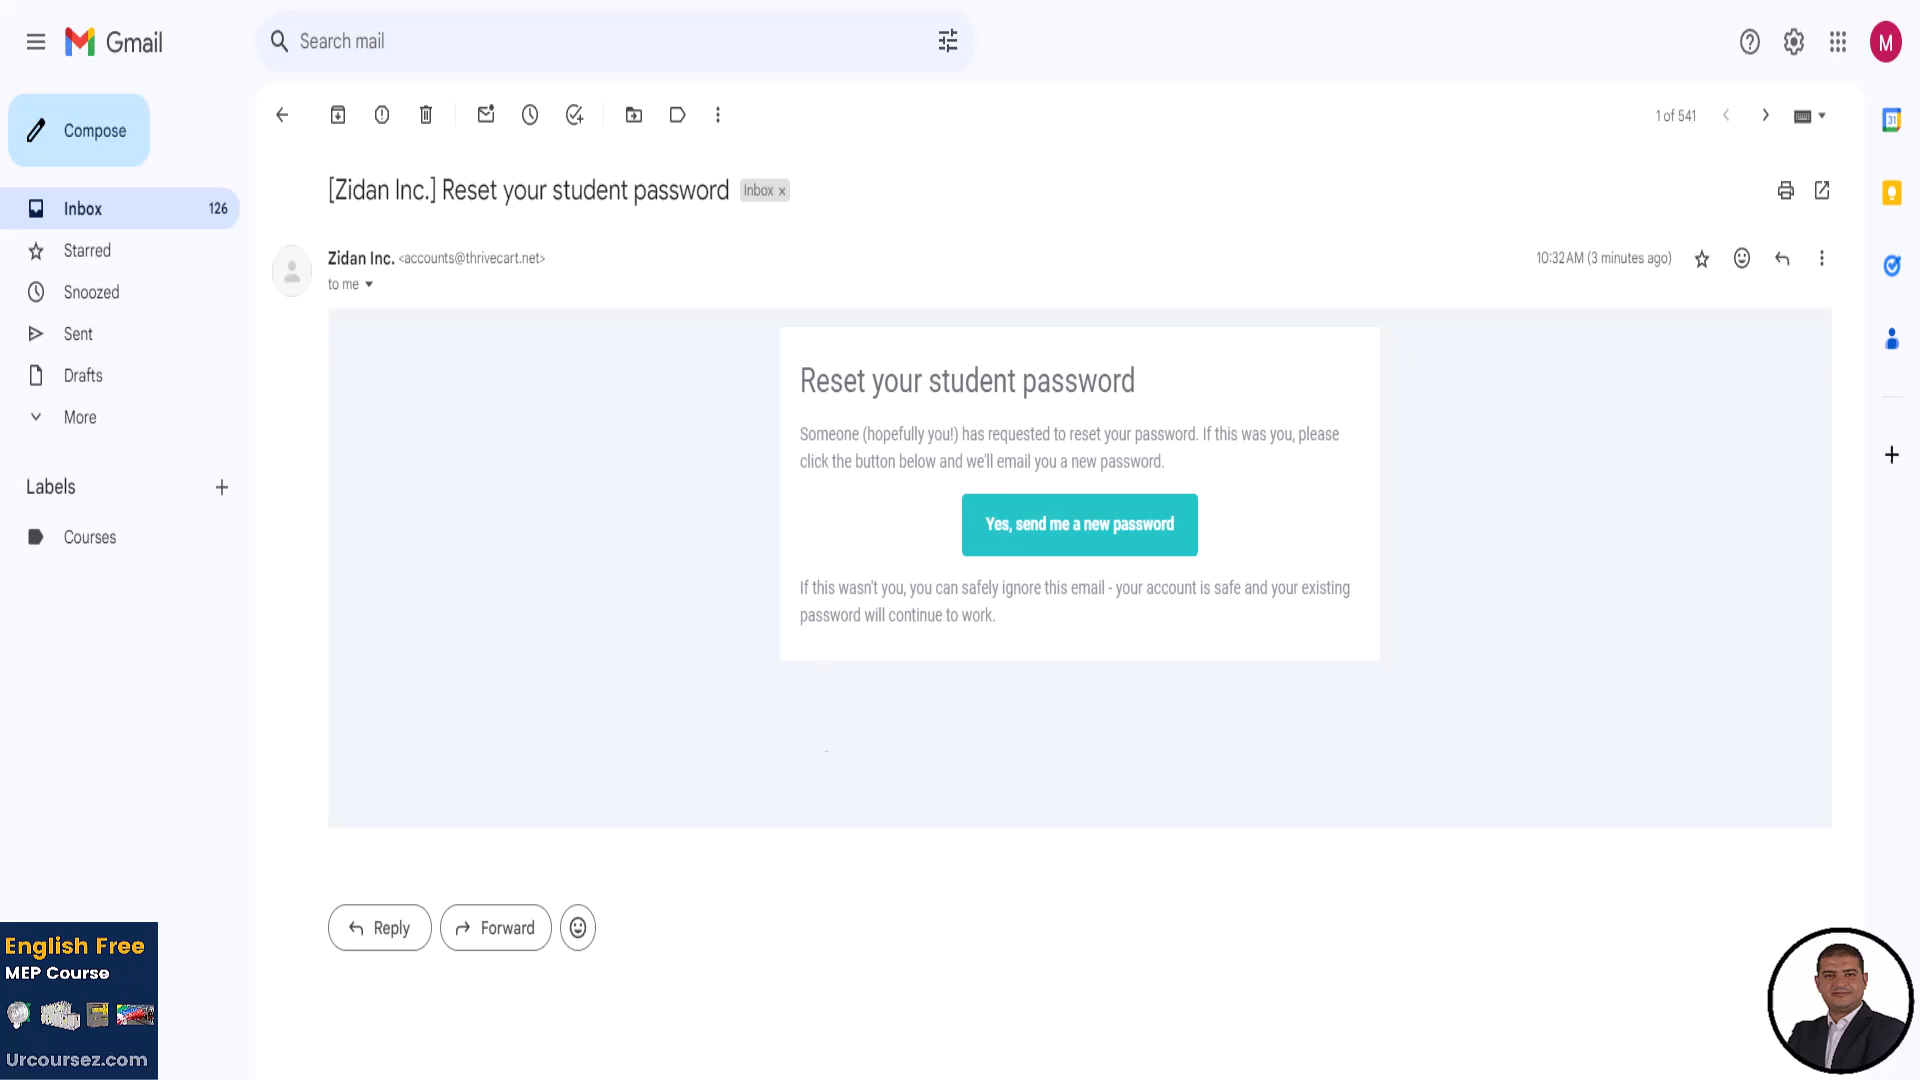 Gmail
Search mail
M
Compose
1 of 541
31
[Zidan Inc.] Reset your student password
Inbox x
Inbox 126
Starred
Snoozed
Sent
Drafts
More
Labels
Courses
Zidan Inc. <accounts@thrivecart.net>
10:32 AM (3 minutes ago)
to me
Reset your student password
Someone (hopefully you!) has requested to reset your password. If this was you, please
click the button below and we'll email you a new password.
Yes, send me a new password
If this wasn't you, you can safely ignore this email - your account is safe and your existing
password will continue to work.
Reply
Forward
English Free
MEP Course
Urcoursez.com